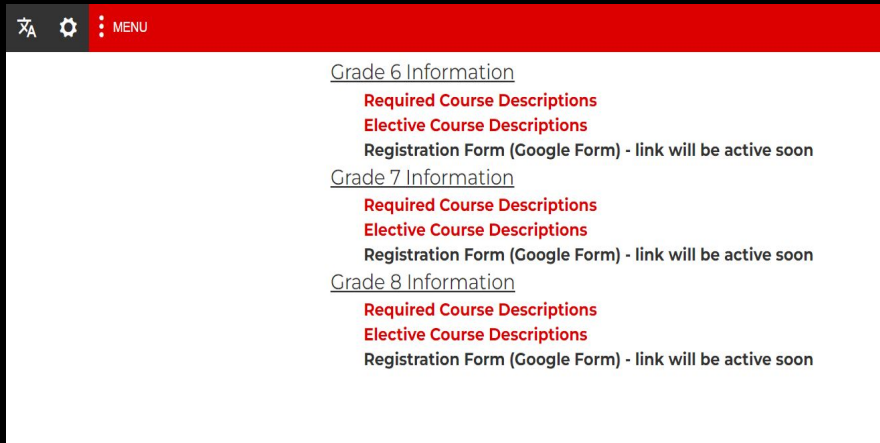 MENU
Grade 6 Information
Required Course Descriptions
Elective Course Descriptions
Registration Form (Google Form) - link will be active soon
Grade 7 Information
Required Course Descriptions
Elective Course Descriptions
Registration Form (Google Form) - link will be active soon
Grade 8 Information
Required Course Descriptions
Elective Course Descriptions
Registration Form (Google Form) - link will be active soon